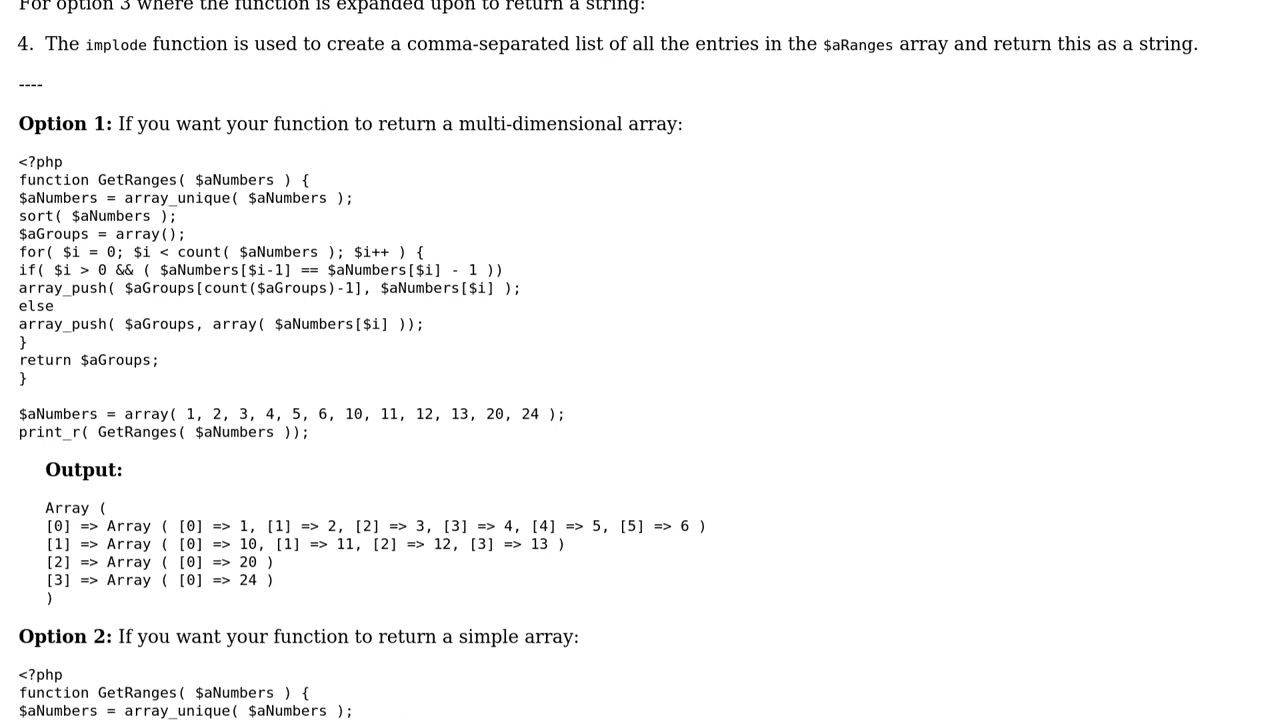 For option 3 where the function is expanded upon to return a string:
4. The implode function is used to create a comma-separated list of all the entries in the $aRanges array and return this as a string.
----
Option 1: If you want your function to return a multi-dimensional array:
<?php
function GetRanges( $aNumbers ) {
$aNumbers = array_unique( $aNumbers );
sort( $aNumbers );
$aGroups = array();
for( $i = 0; $i < count( $aNumbers ); $i++ ) {
if( $i > 0 && ( $aNumbers[$i-1] == $aNumbers[$i] - 1 ))
array_push( $aGroups[count($aGroups)-1], $aNumbers[$i] );
else
array_push( $aGroups, array( $aNumbers[$i] ));
}
return $aGroups;
}
$aNumbers = array( 1, 2, 3, 4, 5, 6, 10, 11, 12, 13, 20, 24 );
print_r( GetRanges( $aNumbers ));
Output:
Array (
[0] => Array ( [0] => 1, [1] => 2, [2] => 3, [3] => 4, [4] => 5, [5] => 6 )
[1] => Array ( [0] => 10, [1] => 11, [2] => 12, [3] => 13 )
[2] => Array ( [0] => 20 )
[3] => Array ( [0] => 24 )
)
Option 2: If you want your function to return a simple array:
<?php
function GetRanges( $aNumbers ) {
$aNumbers = array_unique( $aNumbers );